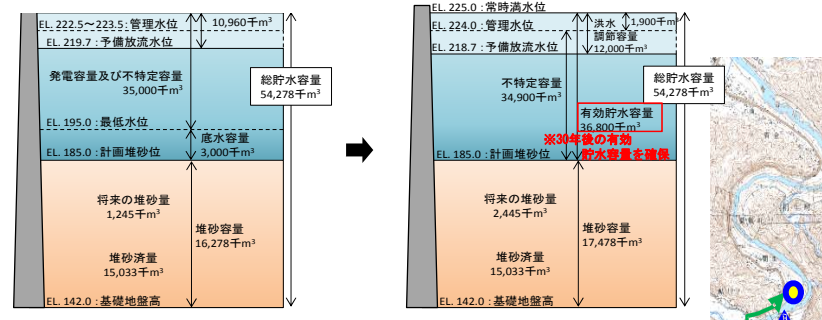 EL. 222.5～223.5：管理水位
10,960千m³
EL. 219.7：予備放流水位
発電容量及び不特定容量
35,000千m³
総貯水容量
54,278千m³
EL. 195.0：最低水位
底水容量
3,000千m³
EL. 185.0：計画堆砂位
将来の堆砂量
1,245千m³
堆砂容量
16,278千m³
堆砂済量
15,033千m³
EL. 142.0：基礎地盤高
EL. 225.0：常時満水位
EL. 224.0：管理水位
洪水
調節容量
12,000千m³
1,900千m³
EL. 218.7：予備放流水位
不特定容量
34,900千m³
総貯水容量
54,278千m³
有効貯水容量
36,800千m³
※30年後の有効
貯水容量を確保
EL. 185.0：計画堆砂位
将来の堆砂量
2,445千m³
堆砂容量
17,478千m³
堆砂済量
15,033千m³
EL. 142.0：基礎地盤高